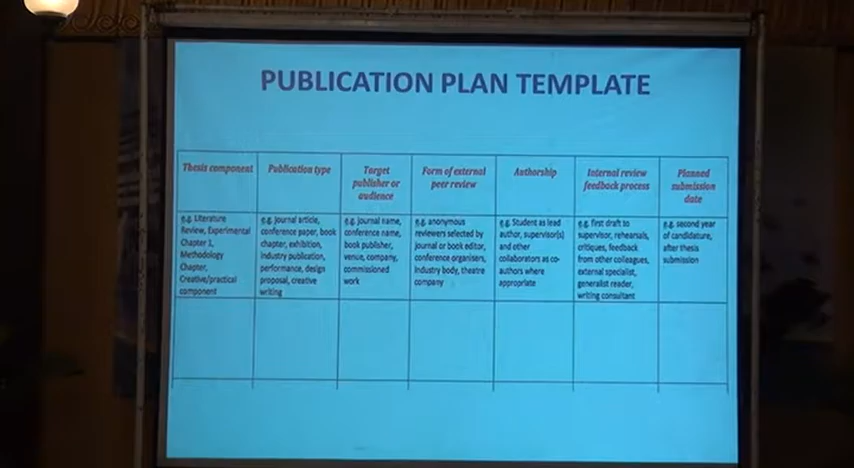 PUBLICATION PLAN TEMPLATE
Thesis component
Publication type
Target
publisher or
audience
Form of external
peer review
Authorship
Internal review
feedback process
Planned
submission
date
e.g. Literature
Review, Experimental
Chapter 1,
Methodology
Chapter,
Creative/practical
component
e.g. journal article,
conference paper, book
chapter, exhibition,
industry publication,
performance, design
proposal, creative
writing
e.g. journal name,
conference name,
book publisher,
venue, company,
commissioned
work
e.g. anonymous
reviewers selected by
journal or book editor,
conference organisers,
industry body, theatre
company
e.g. Student as lead
author, supervisor(s)
and other
collaborators as co-
authors where
appropriate
e.g. first draft to
supervisor, rehearsals,
critiques, feedback
from other colleagues,
external specialist,
generalist reader,
writing consultant
e.g. second year
of candidature,
after thesis
submission